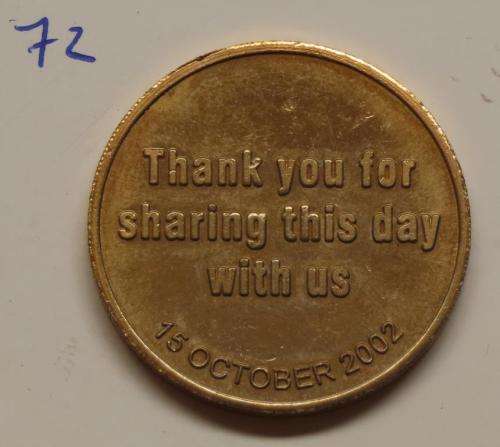 72
Thank you for
sharing this day
with us
15 OCTOBER 2002